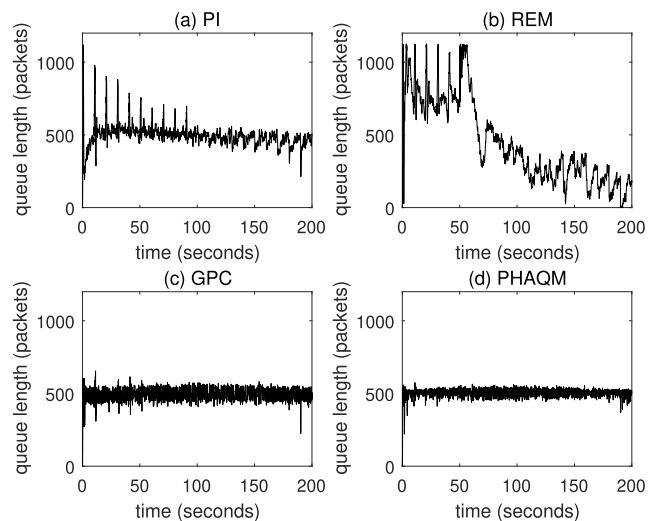 (a) PI
queue length (packets)
1000
500
0
0 50 100 150 200
time (seconds)
(b) REM
queue length (packets)
1000
500
0
0 50 100 150 200
time (seconds)
(c) GPC
queue length (packets)
1000
500
0
0 50 100 150 200
time (seconds)
(d) PHAQM
queue length (packets)
1000
500
0
0 50 100 150 200
time (seconds)